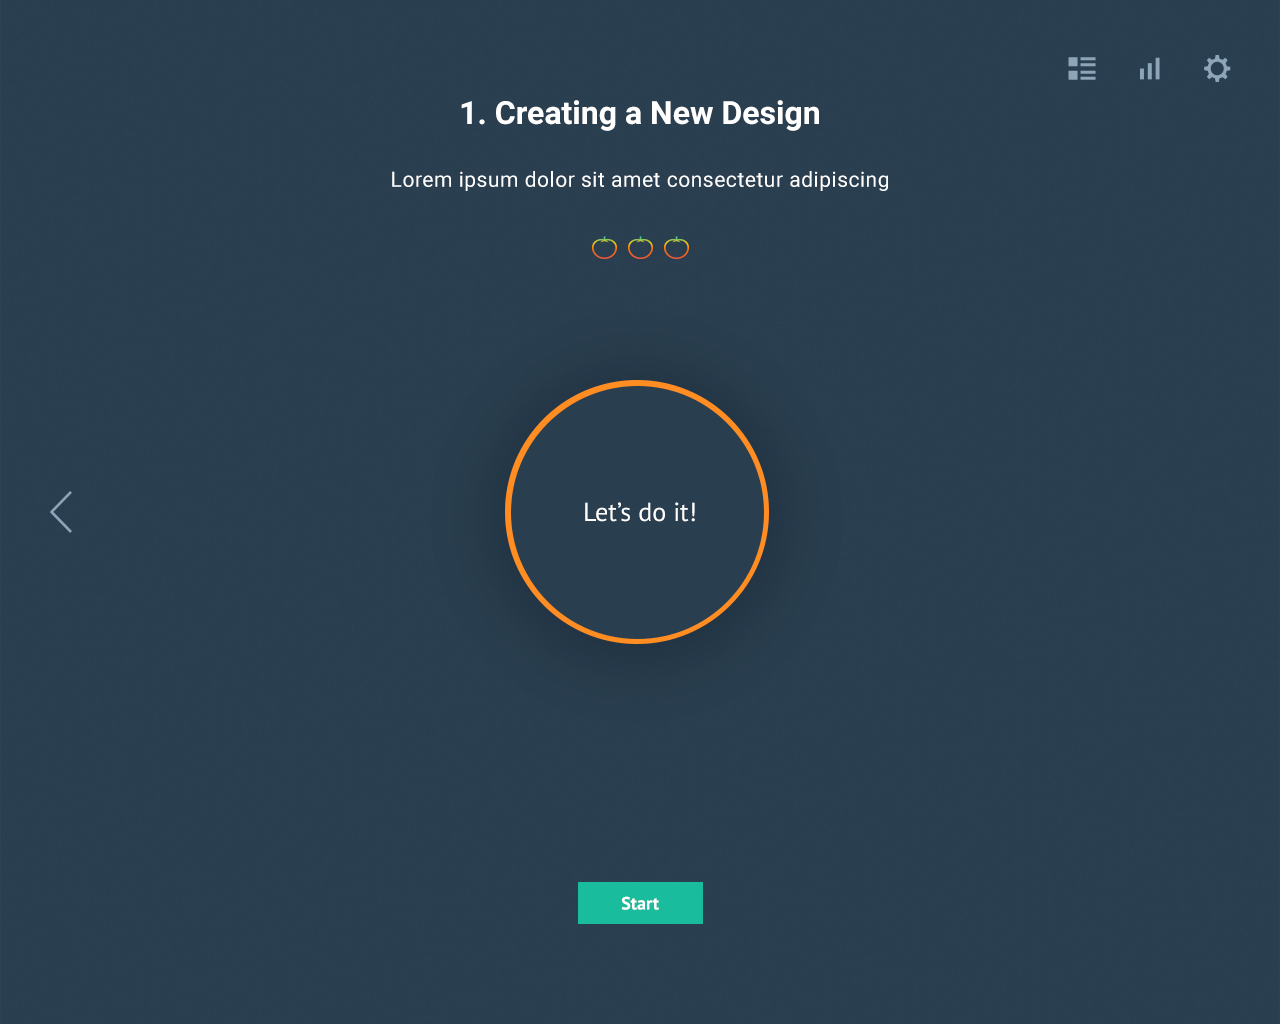 1. Creating a New Design
Lorem ipsum dolor sit amet consectetur adipiscing
Let’s do it!
Start